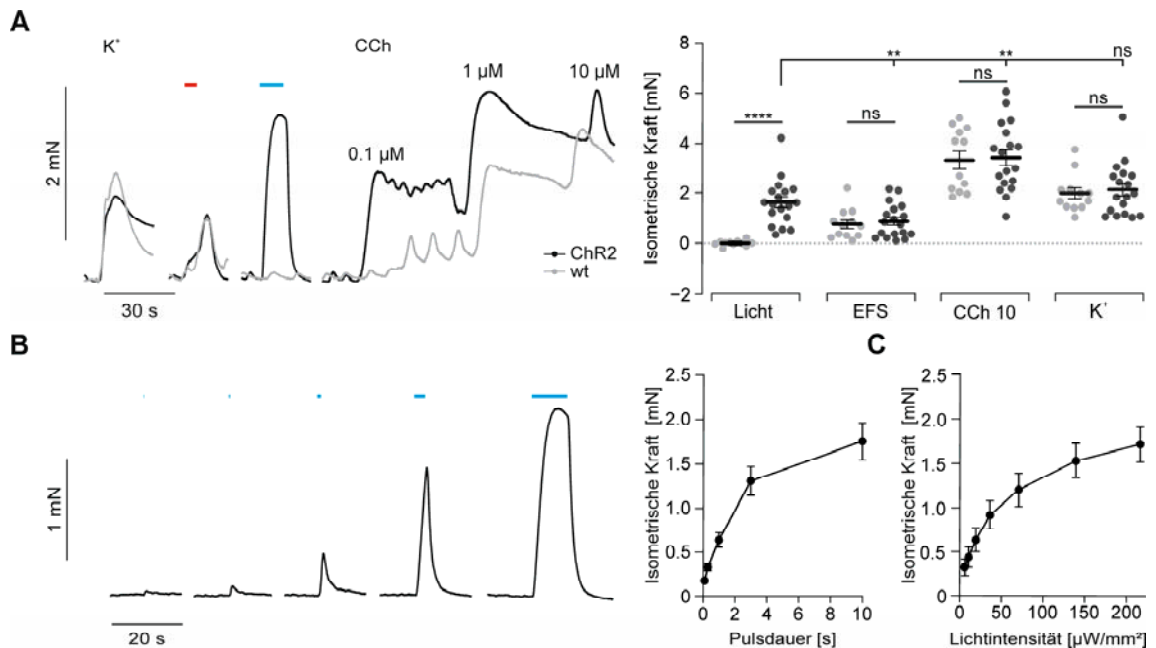 A
K⁺
CCh
1 µM
10 µM
0.1 µM
2 mN
ChR2
wt
30 s
Isometrische Kraft [mN]
8
6
4
2
0
−2
**
**
ns
ns
****
ns
ns
Licht
EFS
CCh 10
K⁺
B
1 mN
20 s
Isometrische Kraft [mN]
2.5
2.0
1.5
1.0
0.5
0
0
2
4
6
8
10
Pulsdauer [s]
C
Isometrische Kraft [mN]
2.5
2.0
1.5
1.0
0.5
0
0
50
100
150
200
Lichtintensität [µW/mm²]